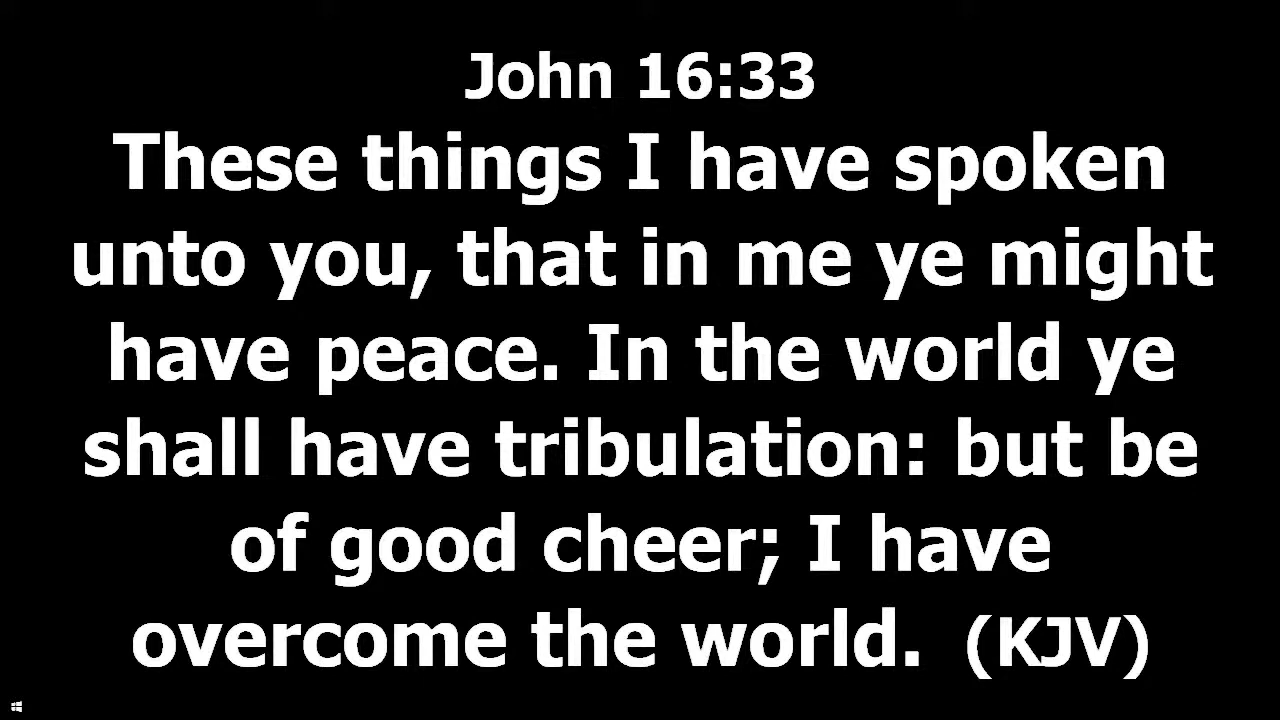 John 16:33
These things I have spoken
unto you, that in me ye might
have peace. In the world ye
shall have tribulation: but be
of good cheer; I have
overcome the world. (KJV)